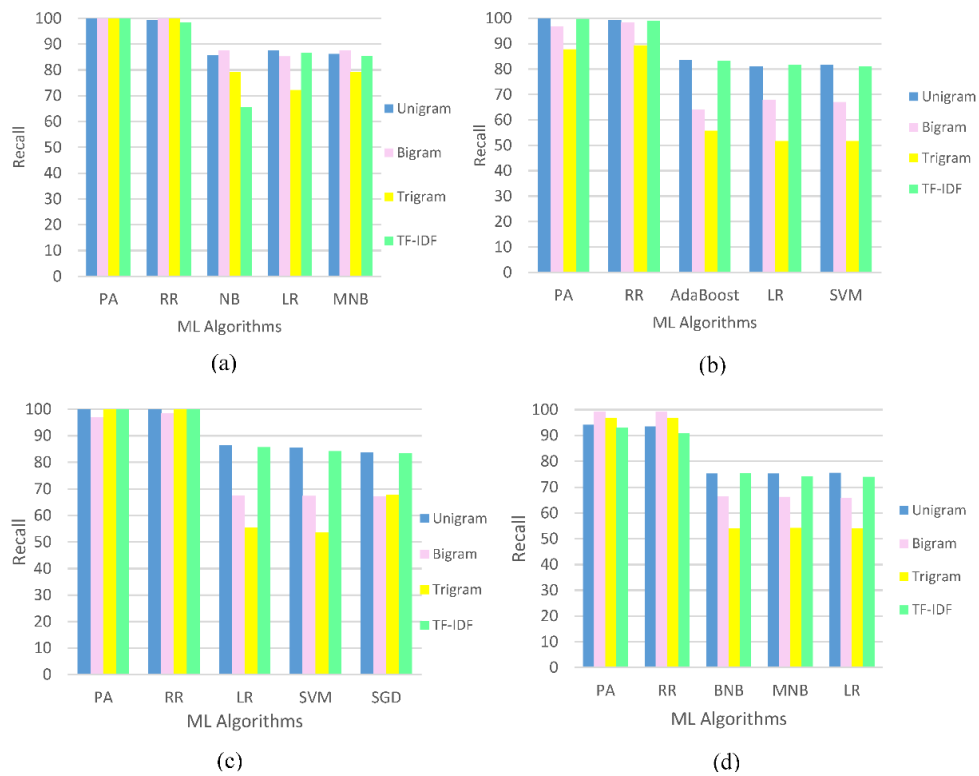 100
90
80
70
60
50
40
30
20
10
0
Recall
PA RR NB LR MNB
ML Algorithms
Unigram
Bigram
Trigram
TF-IDF
(a)
100
90
80
70
60
50
40
30
20
10
0
Recall
PA RR AdaBoost LR SVM
ML Algorithms
Unigram
Bigram
Trigram
TF-IDF
(b)
100
90
80
70
60
50
40
30
20
10
0
Recall
PA RR LR SVM SGD
ML Algorithms
Unigram
Bigram
Trigram
TF-IDF
(c)
100
90
80
70
60
50
40
30
20
10
0
Recall
PA RR BNB MNB LR
ML Algorithms
Unigram
Bigram
Trigram
TF-IDF
(d)